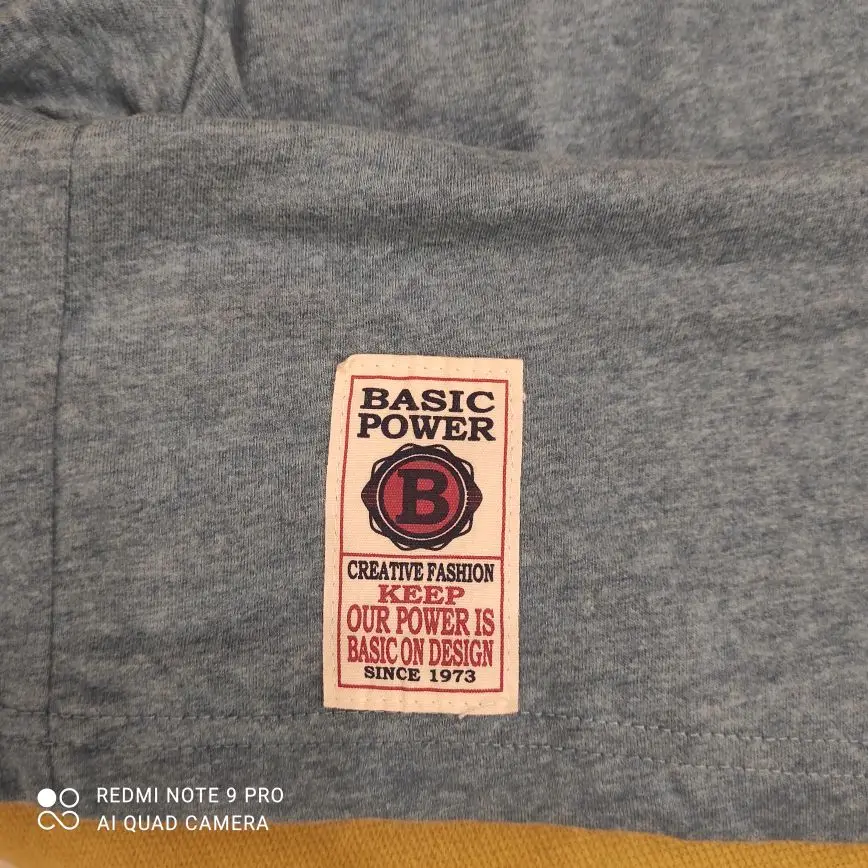 BASIC
POWER
B
CREATIVE FASHION
KEEP
OUR POWER IS
BASIC ON DESIGN
SINCE 1973
REDMI NOTE 9 PRO
AI QUAD CAMERA